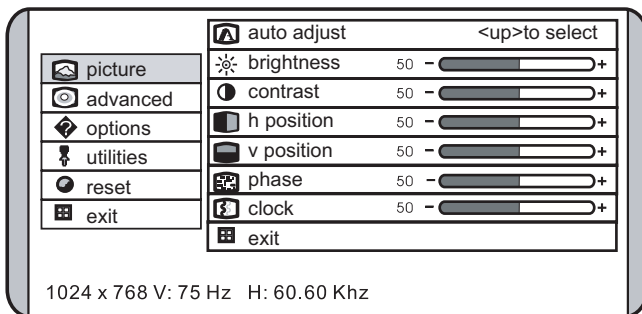 picture
advanced
options
utilities
reset
exit
auto adjust <up>to select
brightness 50 - +
contrast 50 - +
h position 50 - +
v position 50 - +
phase 50 - +
clock 50 - +
exit
1024 x 768 V: 75 Hz H: 60.60 Khz